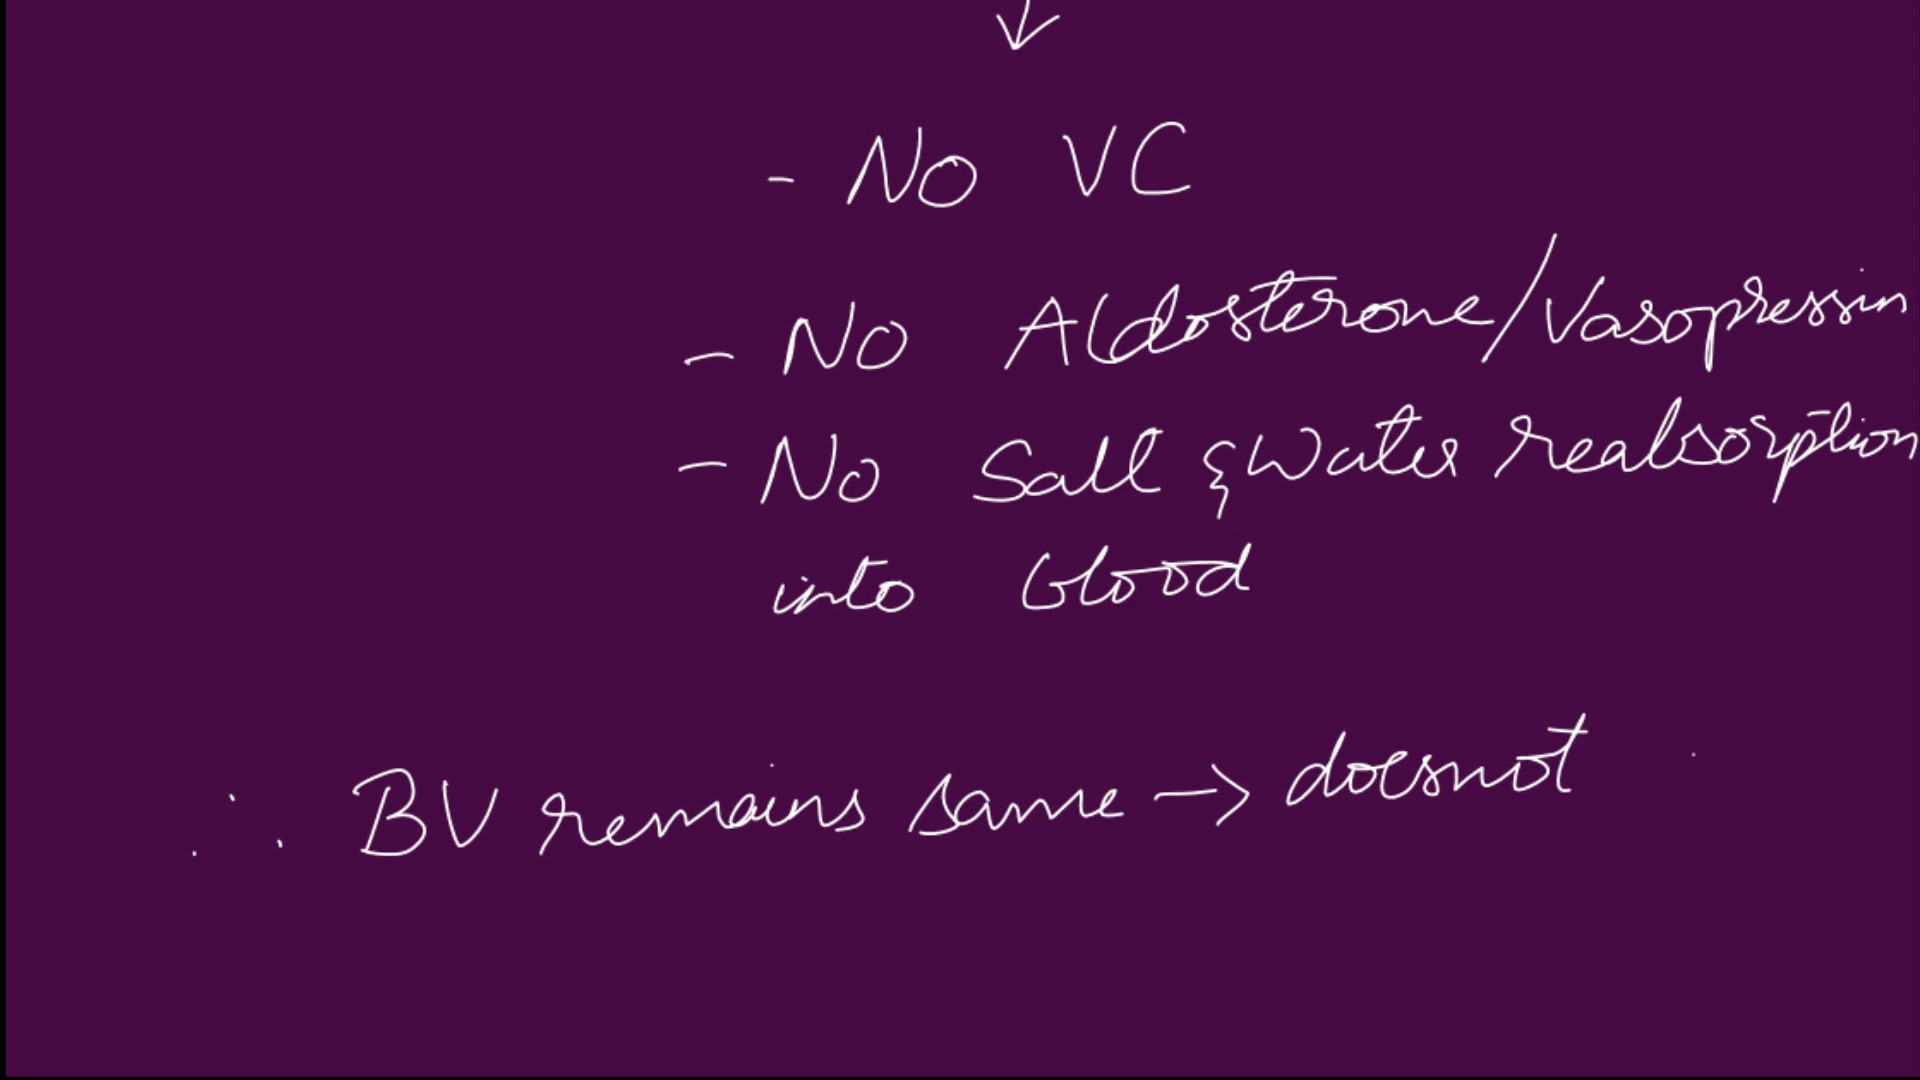 ↓
- No VC
- No Aldosterone/Vasopressin
- No Salt & Water reabsorption
into blood
∴ BV remains same → doesnot